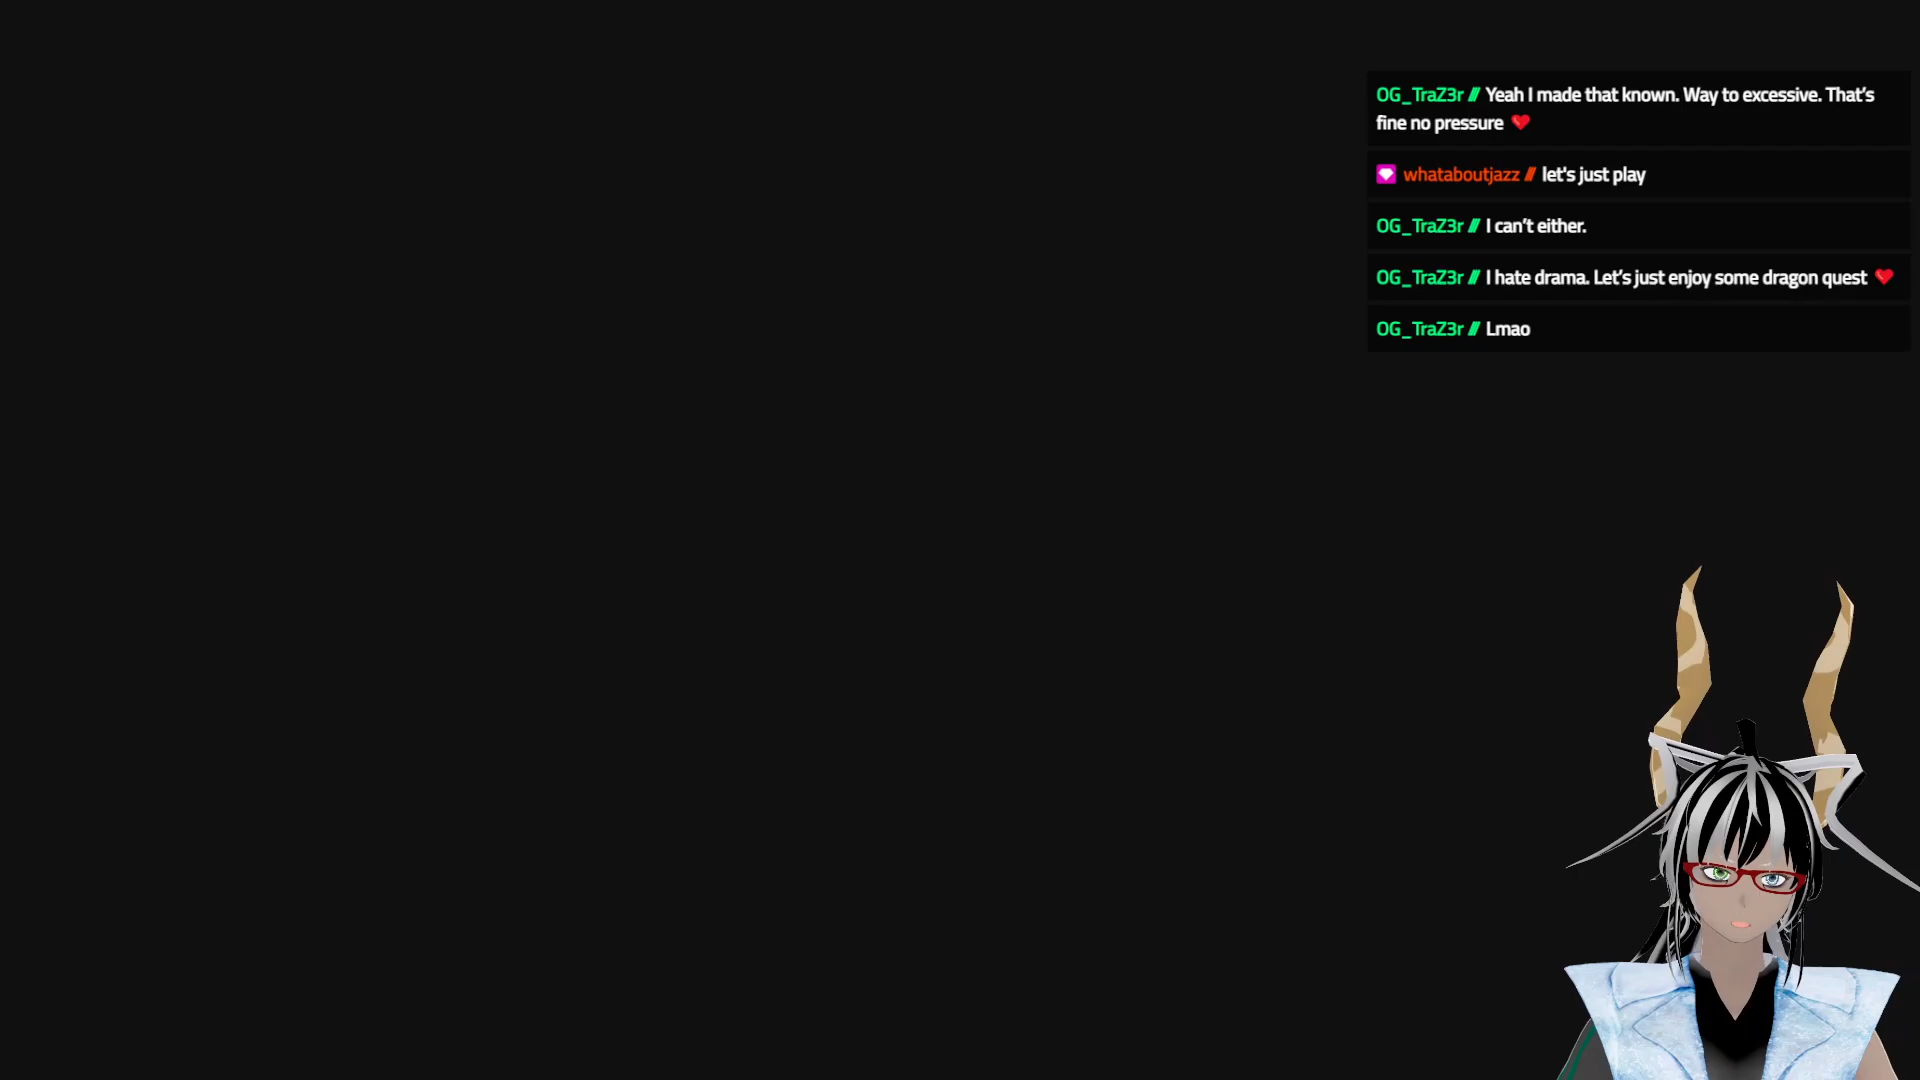 OG_TraZ3r /// Yeah I made that known. Way to excessive. That's
fine no pressure ❤
whataboutjazz /// let's just play
OG_TraZ3r /// I can't either.
OG_TraZ3r /// I hate drama. Let's just enjoy some dragon quest ❤
OG_TraZ3r /// Lmao